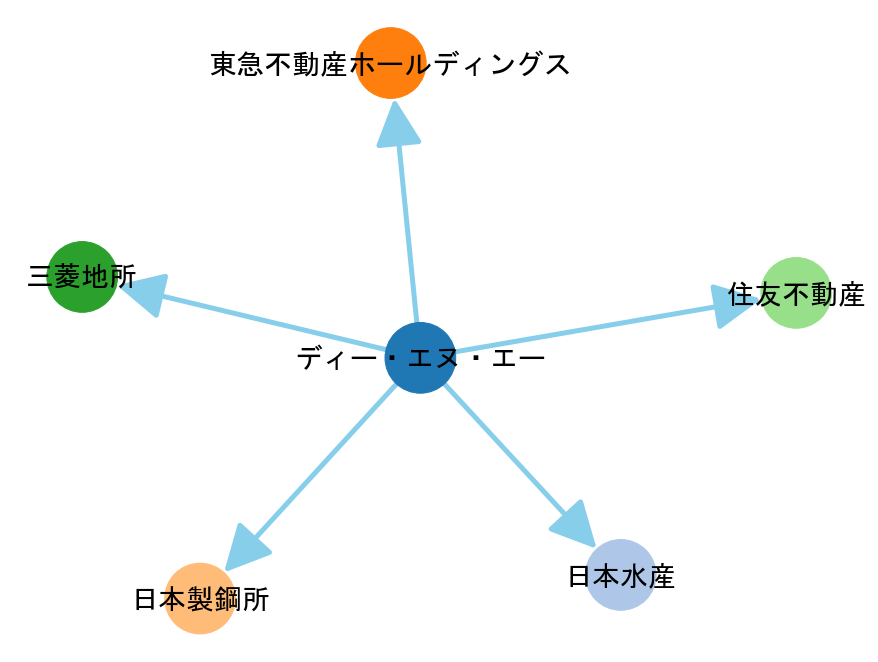 東急不動産ホールディングス
三菱地所
住友不動産
ディー・エヌ・エー
日本水産
日本製鋼所